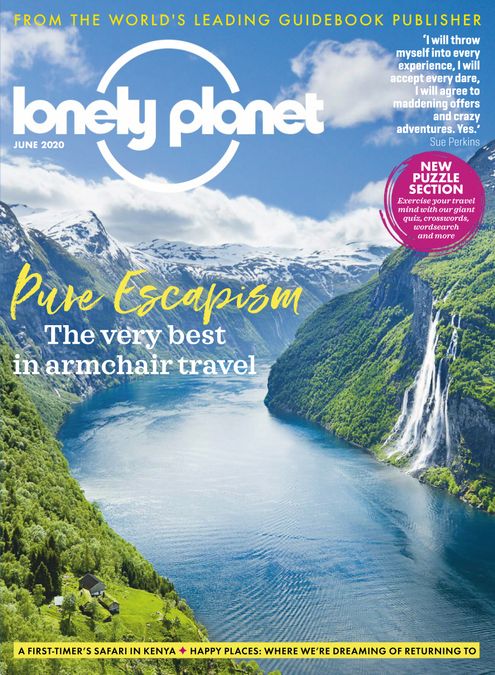 FROM THE WORLD'S LEADING GUIDEBOOK PUBLISHER
'I will throw
myself into every
experience, I will
accept every dare,
I will agree to
maddening offers
and crazy
adventures. Yes.'
Sue Perkins
lonely planet
JUNE 2020
NEW
PUZZLE
SECTION
Exercise your travel
mind with our giant
quiz, crosswords,
wordsearch
and more
Pure Escapism
The very best
in armchair travel
A FIRST-TIMER'S SAFARI IN KENYA ✦ HAPPY PLACES: WHERE WE'RE DREAMING OF RETURNING TO